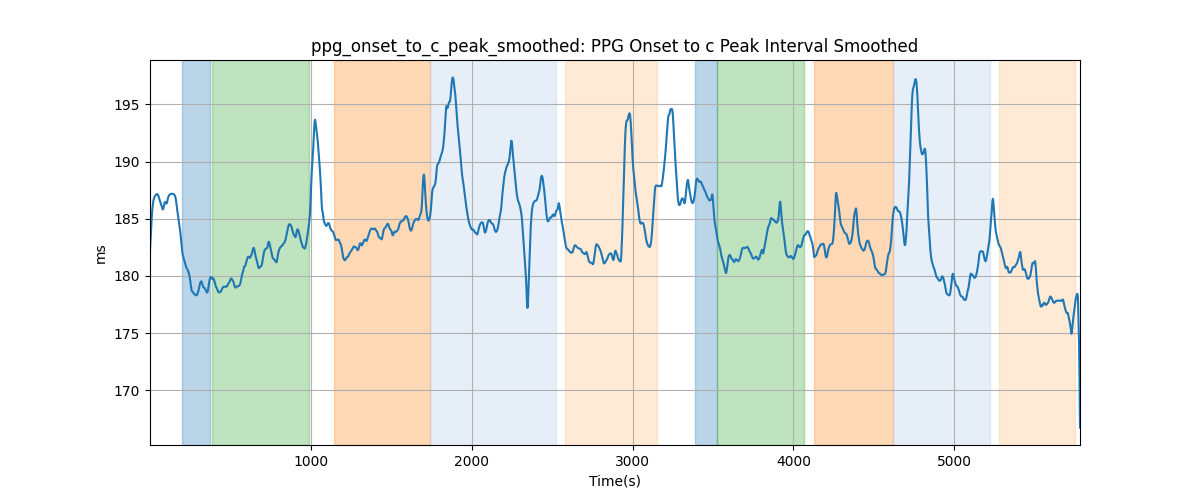 ppg_onset_to_c_peak_smoothed: PPG Onset to c Peak Interval Smoothed
195
190
185
180
175
170
ms
1000 2000 3000 4000 5000
Time(s)